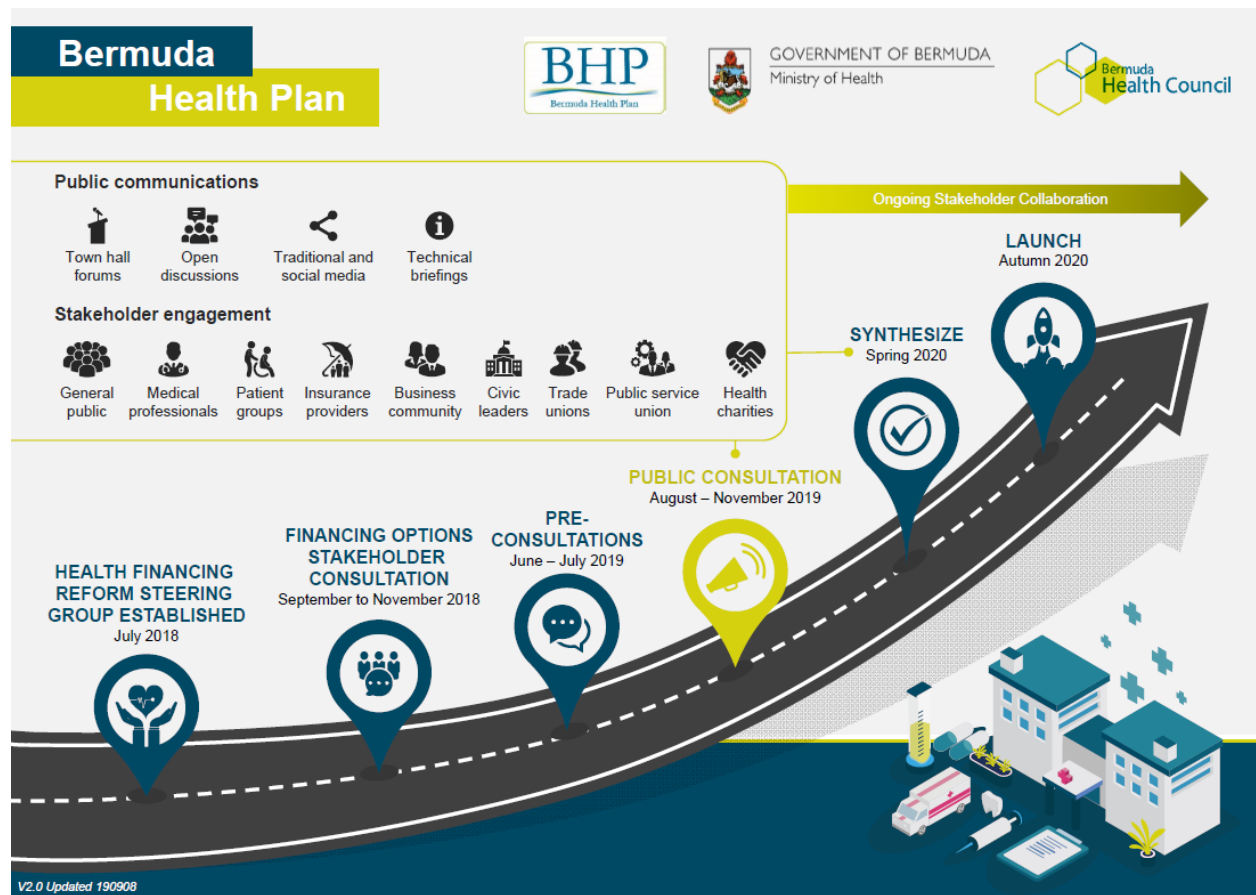 Bermuda
Health Plan
BHP
Bermuda Health Plan
GOVERNMENT OF BERMUDA
Ministry of Health
Bermuda
Health Council
Public communications
Town hall
forums
Open
discussions
Traditional and
social media
Technical
briefings
Stakeholder engagement
General
public
Medical
professionals
Patient
groups
Insurance
providers
Business
community
Civic
leaders
Trade
unions
Public service
union
Health
charities
Ongoing Stakeholder Collaboration
HEALTH FINANCING
REFORM STEERING
GROUP ESTABLISHED
July 2018
FINANCING OPTIONS
STAKEHOLDER
CONSULTATION
September to November 2018
PRE-
CONSULTATIONS
June – July 2019
PUBLIC CONSULTATION
August – November 2019
SYNTHESIZE
Spring 2020
LAUNCH
Autumn 2020
V2.0 Updated 190908